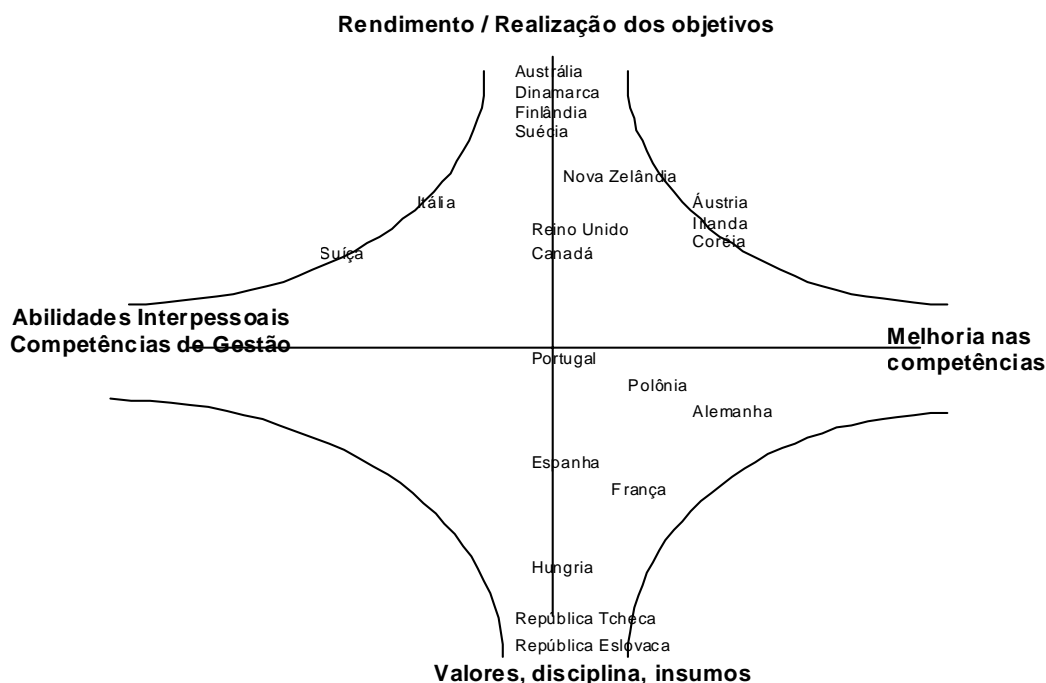 Rendimento / Realização dos objetivos
Austrália
Dinamarca
Finlândia
Suécia
Nova Zelândia
Itália
Áustria
Irlanda
Reino Unido
Coréia
Suíça
Canadá
Abilidades Interpessoais
Competências de Gestão
Melhoria nas
competências
Portugal
Polônia
Alemanha
Espanha
França
Hungria
República Tcheca
República Eslovaca
Valores, disciplina, insumos